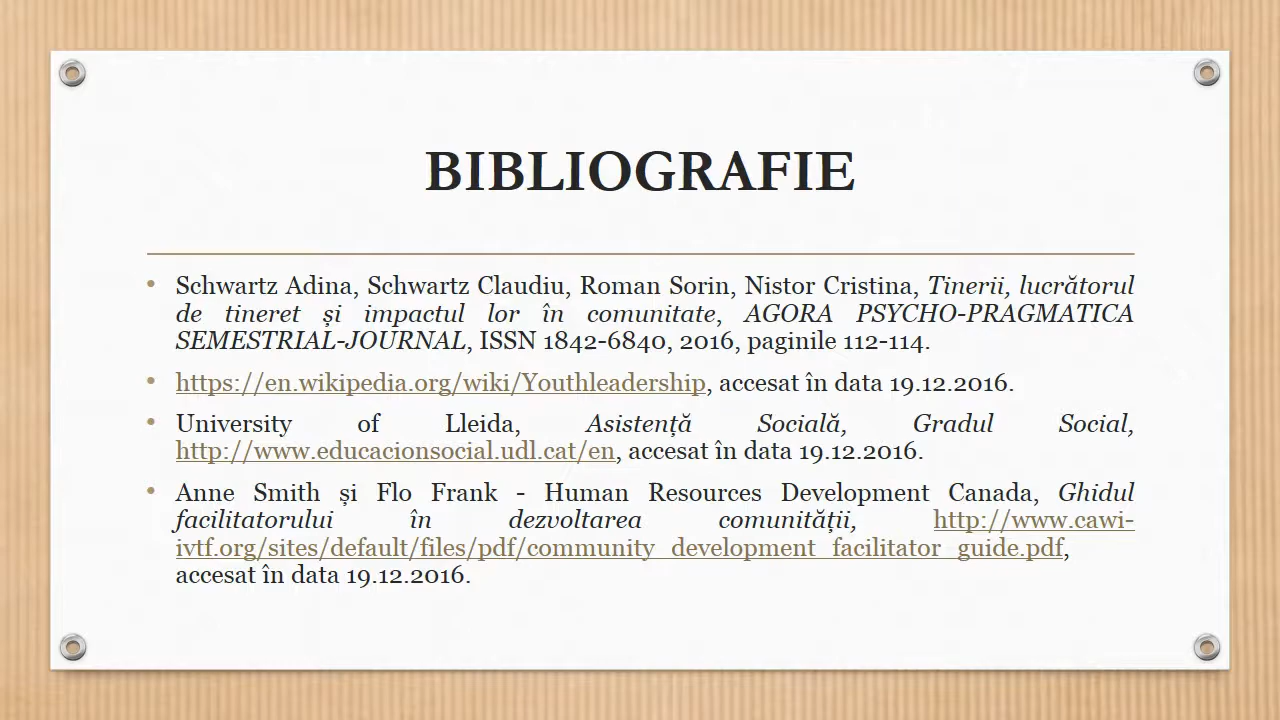 BIBLIOGRAFIE
• Schwartz Adina, Schwartz Claudiu, Roman Sorin, Nistor Cristina, Tinerii, lucrătorul
de tineret și impactul lor în comunitate, AGORA PSYCHO-PRAGMATICA
SEMESTRIAL-JOURNAL, ISSN 1842-6840, 2016, paginile 112-114.
• https://en.wikipedia.org/wiki/Youthleadership, accesat în data 19.12.2016.
• University of Lleida, Asistență Socială, Gradul Social,
http://www.educacionsocial.udl.cat/en, accesat în data 19.12.2016.
• Anne Smith și Flo Frank - Human Resources Development Canada, Ghidul
facilitatorului în dezvoltarea comunității, http://www.cawi-
ivtf.org/sites/default/files/pdf/community_development_facilitator_guide.pdf,
accesat în data 19.12.2016.